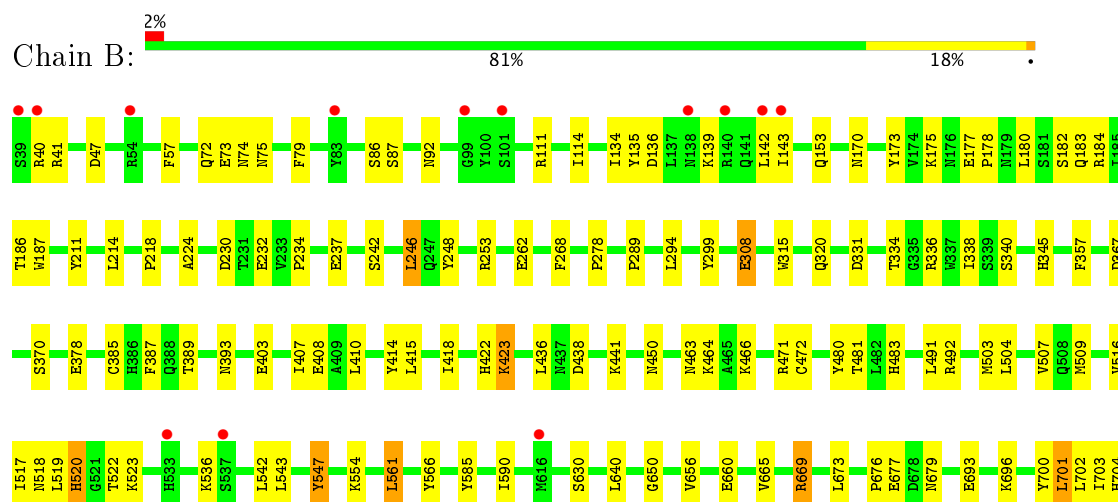 2%
Chain B:
81% 18% •
S39 R40 R41 D47 R54 F57 Q72 E73 N74 N75 F79 Y83 S86 S87 N92 G99 Y100 S101 R111 I114 I134 Y135 D136 L137 N138 K139 R140 Q141 L142 I143 Q153 N170 Y173 V174 K175 N176 E177 P178 N179 L180 S181 S182 Q183 R184 I185
T186 W187 Y211 L214 P218 A224 D230 T231 E232 V233 P234 E237 S242 L246 Q247 Y248 R253 E262 F268 P278 P289 L294 Y299 E308 W315 Q320 D331 T334 G335 R336 W337 I338 S339 S340 H345 F357 D367
S370 E378 C385 H386 F387 Q388 T389 N393 E403 I407 E408 A409 L410 Y414 L415 I418 H422 K423 L436 N437 D438 K441 N450 N463 K464 A465 K466 R471 C472 Y480 T481 L482 H483 L491 R492 M503 L504 V507 Q508 M509 V516
I517 N518 L519 H520 G521 T522 K523 H533 K536 S537 L542 L543 Y547 K554 L561 Y566 Y585 I590 M616 S630 L640 G650 V656 E660 V665 R669 L673 P676 E677 D678 N679 E693 K696 Y700 L701 L702 I703